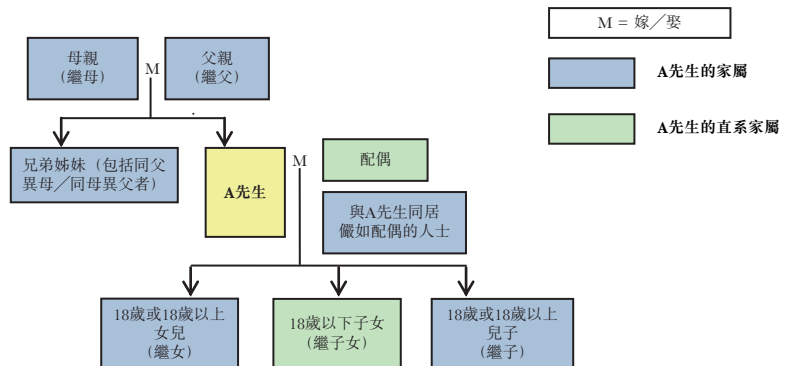 M = 嫁／娶
母親
（繼母）
M
父親
（繼父）
A先生的家屬
A先生的直系家屬
兄弟姊妹（包括同父
異母／同母異父者）
A先生
M
配偶
與A先生同居
儼如配偶的人士
18歲或18歲以上
女兒
（繼女）
18歲以下子女
（繼子女）
18歲或18歲以上
兒子
（繼子）